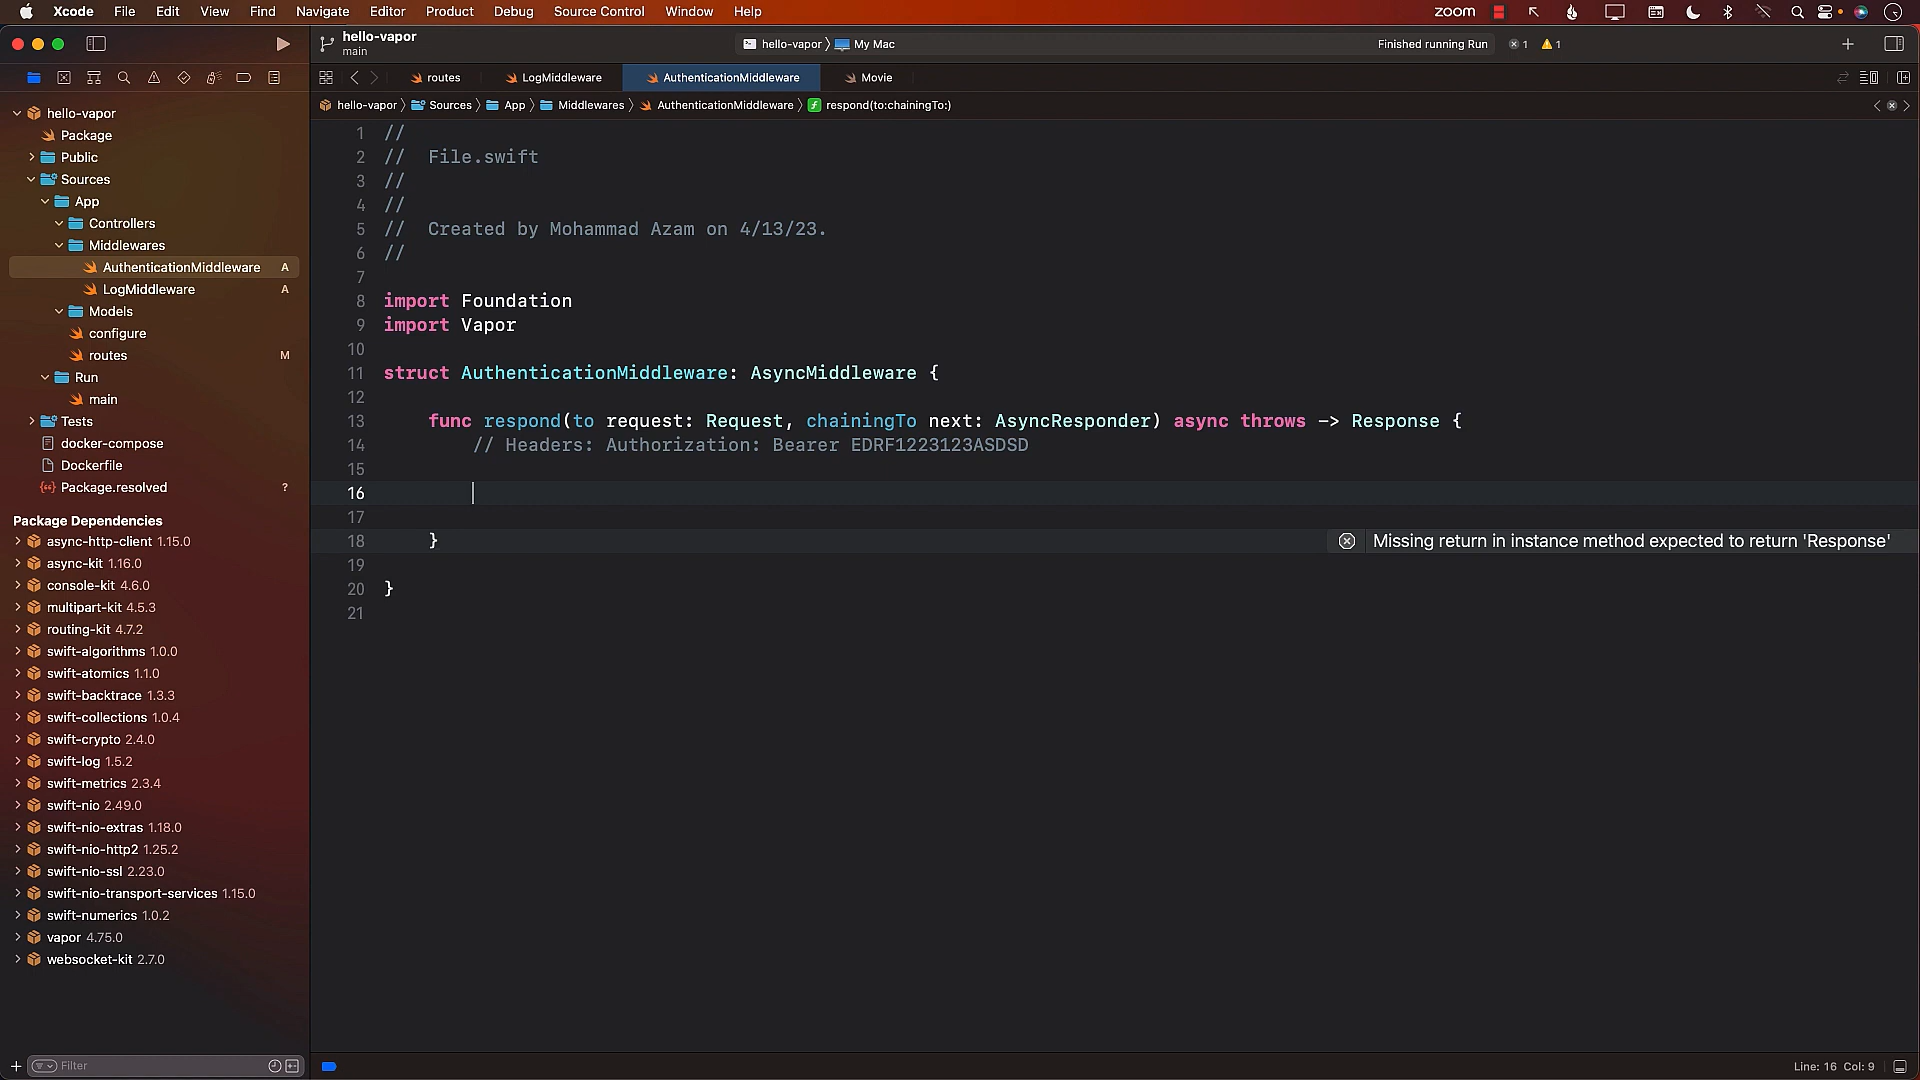 Xcode File Edit View Find Navigate Editor Product Debug Source Control Window Help
zoom
hello-vapor
main
hello-vapor My Mac
Finished running Run 1 1
routes LogMiddleware AuthenticationMiddleware Movie
hello-vapor Sources App Middlewares AuthenticationMiddleware respond(to:chainingTo:)
hello-vapor
Package
Public
Sources
App
Controllers
Middlewares
AuthenticationMiddleware A
LogMiddleware A
Models
configure
routes M
Run
main
Tests
docker-compose
Dockerfile
Package.resolved ?
Package Dependencies
async-http-client 1.15.0
async-kit 1.16.0
console-kit 4.6.0
multipart-kit 4.5.3
routing-kit 4.7.2
swift-algorithms 1.0.0
swift-atomics 1.1.0
swift-backtrace 1.3.3
swift-collections 1.0.4
swift-crypto 2.4.0
swift-log 1.5.2
swift-metrics 2.3.4
swift-nio 2.49.0
swift-nio-extras 1.18.0
swift-nio-http2 1.25.2
swift-nio-ssl 2.23.0
swift-nio-transport-services 1.15.0
swift-numerics 1.0.2
vapor 4.75.0
websocket-kit 2.7.0
Filter
1 //
2 //  File.swift
3 //
4 //
5 //  Created by Mohammad Azam on 4/13/23.
6 //
7
8 import Foundation
9 import Vapor
10
11 struct AuthenticationMiddleware: AsyncMiddleware {
12
13     func respond(to request: Request, chainingTo next: AsyncResponder) async throws -> Response {
14         // Headers: Authorization: Bearer EDRF1223123ASDSD
15
16
17
18     } Missing return in instance method expected to return 'Response'
19
20 }
21
Line: 16 Col: 9